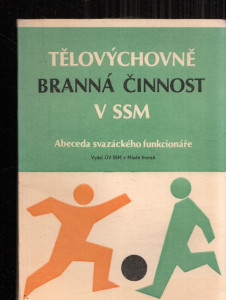 TĚLOVÝCHOVNĚ
BRANNÁ ČINNOST
V SSM
Abeceda svazáckého funkcionáře
Vydal ÚV SSM v Mladé frontě